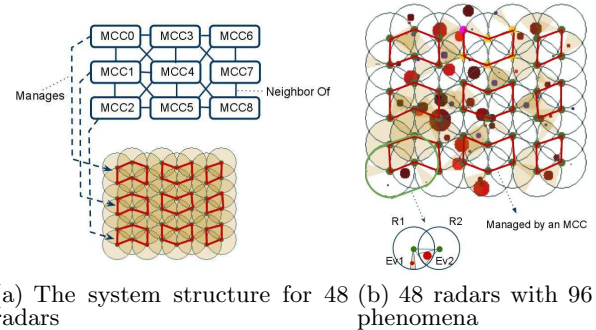 MCC0 MCC3 MCC6
MCC1 MCC4 MCC7
Manages
Neighbor Of
MCC2 MCC5 MCC8
R1 R2
Managed by an MCC
Ev1 Ev2
a) The system structure for 48 (b) 48 radars with 96
radars phenomena